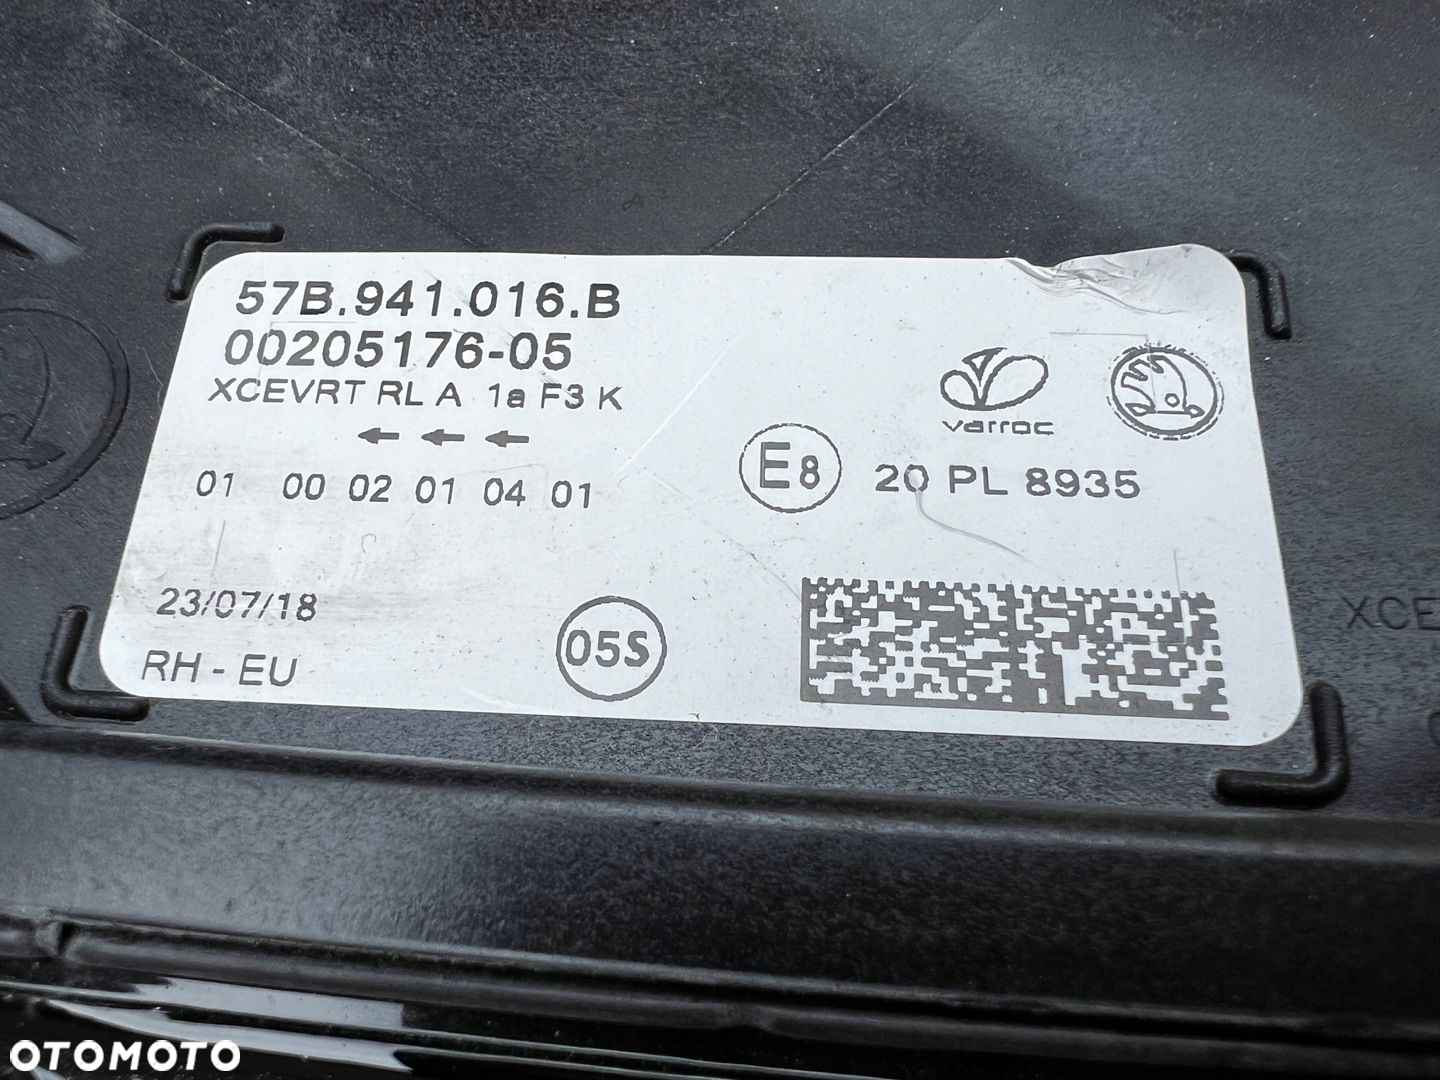 57B.941.016.B
00205176-05
XCEVRT RL A 1a F3 K
01 00 02 01 04 01
varroc
E8 20 PL 8935
23/07/18
RH - EU
05S
XCE
OTOMOTO